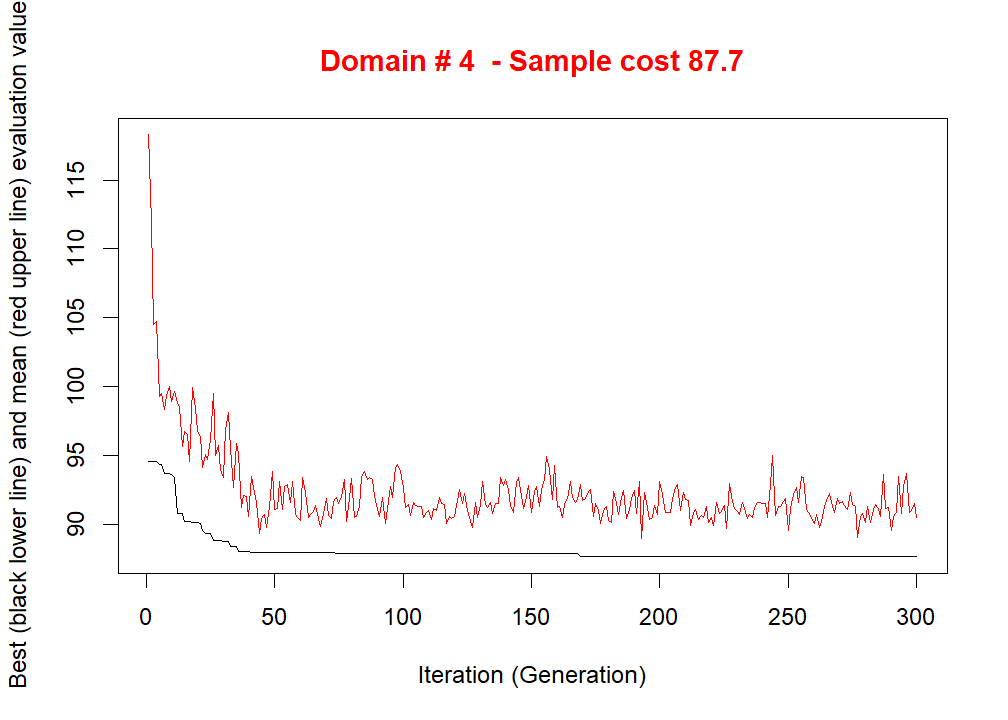 Domain # 4  - Sample cost 87.7
Best (black lower line) and mean (red upper line) evaluation value
115
110
105
100
95
90
0 50 100 150 200 250 300
Iteration (Generation)